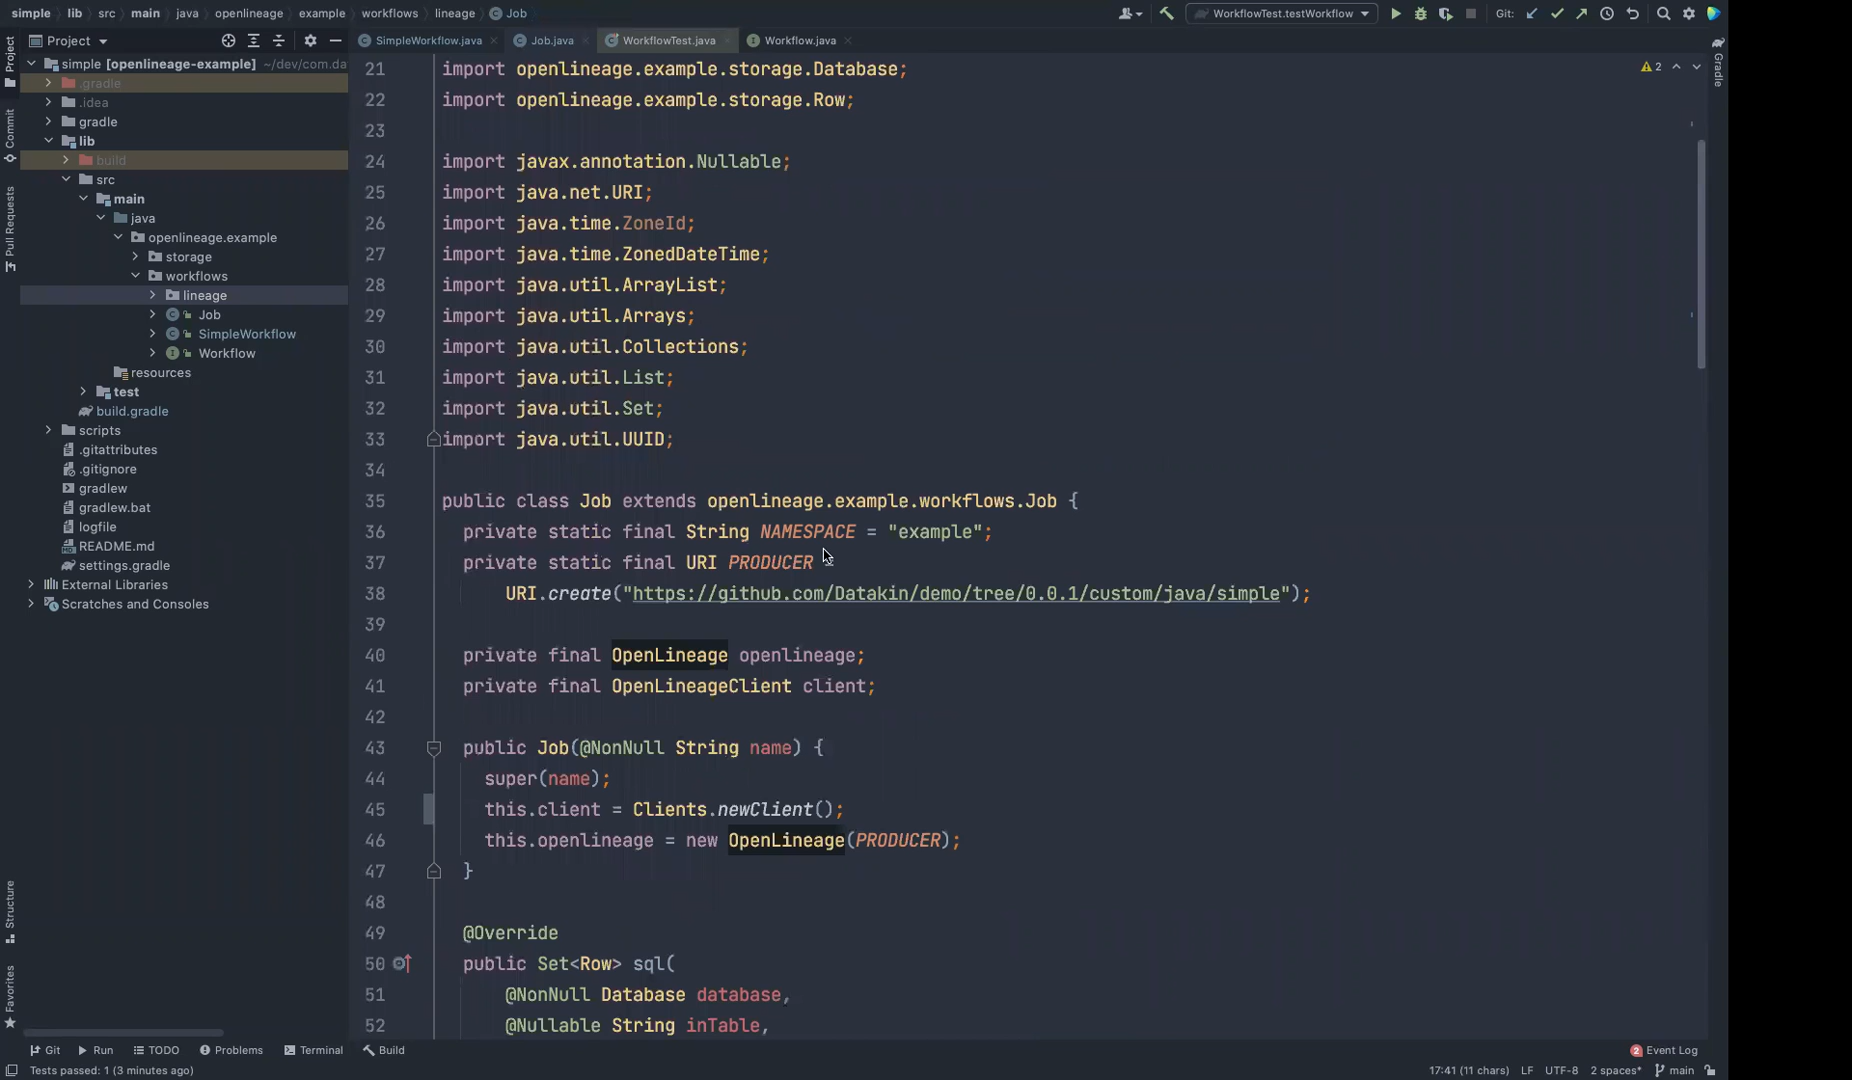 simple lib src main java openlineage example workflows lineage Job
WorkflowTest.testWorkflow Git:
Project
SimpleWorkflow.java Job.java WorkflowTest.java Workflow.java
simple [openlineage-example] ~/dev/com.da
.gradle
.idea
gradle
lib
build
src
main
java
openlineage.example
storage
workflows
lineage
Job
SimpleWorkflow
Workflow
resources
test
build.gradle
scripts
.gitattributes
.gitignore
gradlew
gradlew.bat
logfile
README.md
settings.gradle
External Libraries
Scratches and Consoles
Project
Commit
Pull Requests
Structure
Favorites
21 import openlineage.example.storage.Database;
22 import openlineage.example.storage.Row;
23
24 import javax.annotation.Nullable;
25 import java.net.URI;
26 import java.time.ZoneId;
27 import java.time.ZonedDateTime;
28 import java.util.ArrayList;
29 import java.util.Arrays;
30 import java.util.Collections;
31 import java.util.List;
32 import java.util.Set;
33 import java.util.UUID;
34
35 public class Job extends openlineage.example.workflows.Job {
36 private static final String NAMESPACE = "example";
37 private static final URI PRODUCER
38 URI.create("https://github.com/Datakin/demo/tree/0.0.1/custom/java/simple");
39
40 private final OpenLineage openlineage;
41 private final OpenLineageClient client;
42
43 public Job(@NonNull String name) {
44 super(name);
45 this.client = Clients.newClient();
46 this.openlineage = new OpenLineage(PRODUCER);
47 }
48
49 @Override
50 public Set<Row> sql(
51 @NonNull Database database,
52 @Nullable String inTable,
2
Gradle
Git Run TODO Problems Terminal Build
2 Event Log
Tests passed: 1 (3 minutes ago)
17:41 (11 chars) LF UTF-8 2 spaces* main